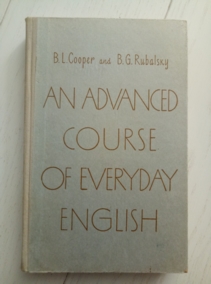 B. L. Cooper and B. G. Rubalsky
AN ADVANCED
COURSE
OF EVERYDAY
ENGLISH